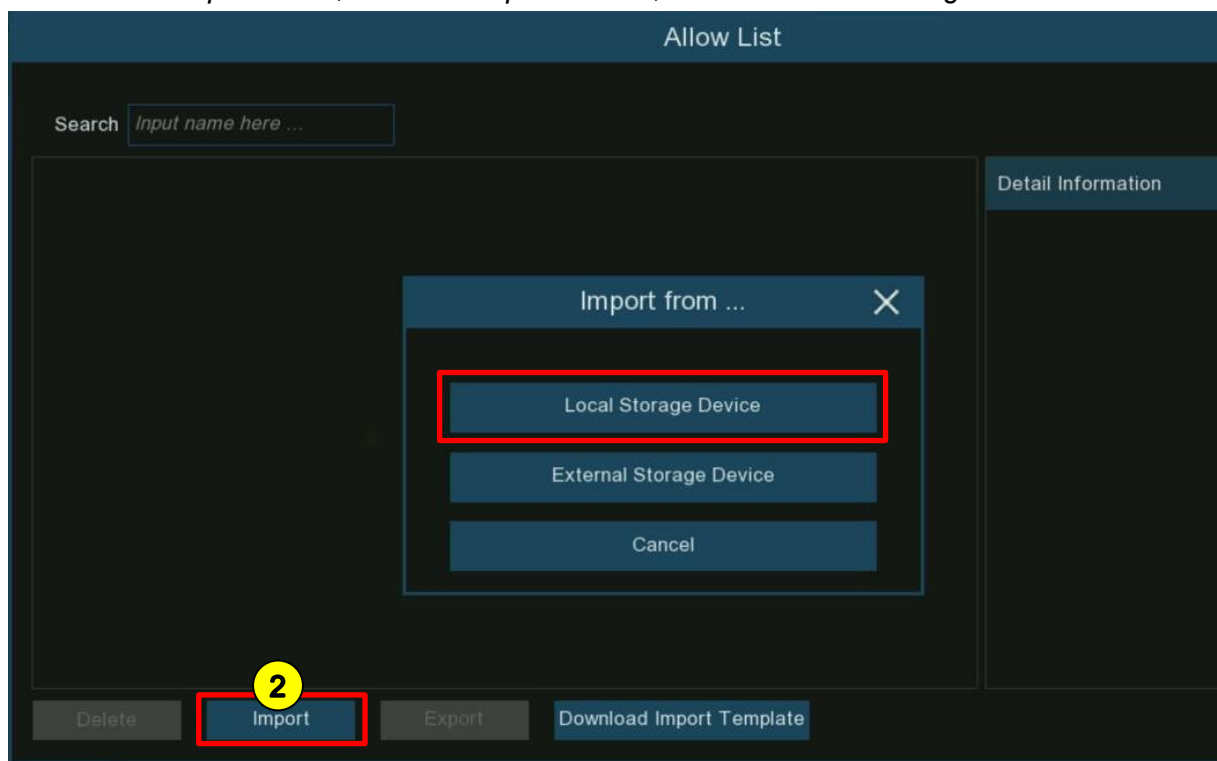 Allow List
Search Input name here ...
Detail Information
Import from ...
Local Storage Device
External Storage Device
Cancel
2
Delete Import Export Download Import Template